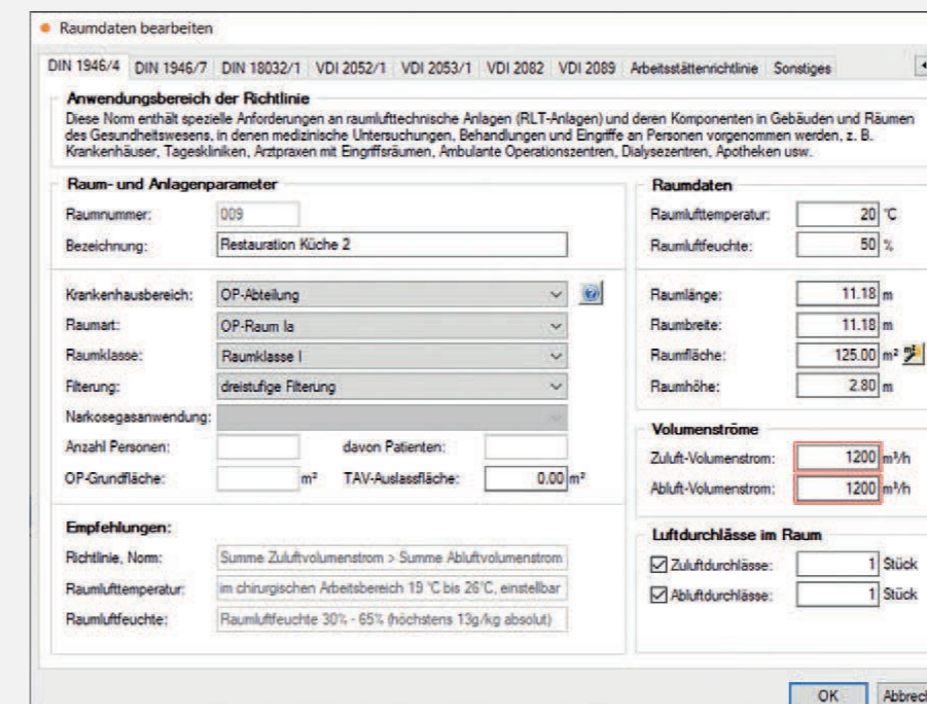 Raumdaten bearbeiten
DIN 1946/4 DIN 1946/7 DIN 18032/1 VDI 2052/1 VDI 2053/1 VDI 2082 VDI 2089 Arbeitsstättenrichtlinie Sonstiges
Anwendungsbereich der Richtlinie
Diese Norm enthält spezielle Anforderungen an raumlufttechnische Anlagen (RLT-Anlagen) und deren Komponenten in Gebäuden und Räumen
des Gesundheitswesens, in denen medizinische Untersuchungen, Behandlungen und Eingriffe an Personen vorgenommen werden, z. B.
Krankenhäuser, Tageskliniken, Arztpraxen mit Eingriffsräumen, Ambulante Operationszentren, Dialysezentren, Apotheken usw.
Raum- und Anlagenparameter
Raumnummer: 009
Bezeichnung: Restauration Küche 2
Krankenhausbereich: OP-Abteilung
Raumart: OP-Raum Ia
Raumklasse: Raumklasse I
Filterung: dreistufige Filterung
Narkosegasanwendung:
Anzahl Personen: davon Patienten:
OP-Grundfläche: m² TAV-Auslassfläche: 0.00 m²
Empfehlungen:
Richtlinie, Norm: Summe Zuluftvolumenstrom > Summe Abluftvolumenstrom
Raumlufttemperatur: im chirurgischen Arbeitsbereich 19 °C bis 26°C, einstellbar
Raumluftfeuchte: Raumluftfeuchte 30% - 65% (höchstens 13g/kg absolut)
Raumdaten
Raumlufttemperatur: 20 °C
Raumluftfeuchte: 50 %
Raumlänge: 11.18 m
Raumbreite: 11.18 m
Raumfläche: 125.00 m² m²
Raumhöhe: 2.80 m
Volumenströme
Zuluft-Volumenstrom: 1200 m³/h
Abluft-Volumenstrom: 1200 m³/h
Luftdurchlässe im Raum
Zuluftdurchlässe: 1 Stück
Abluftdurchlässe: 1 Stück
OK Abbrech